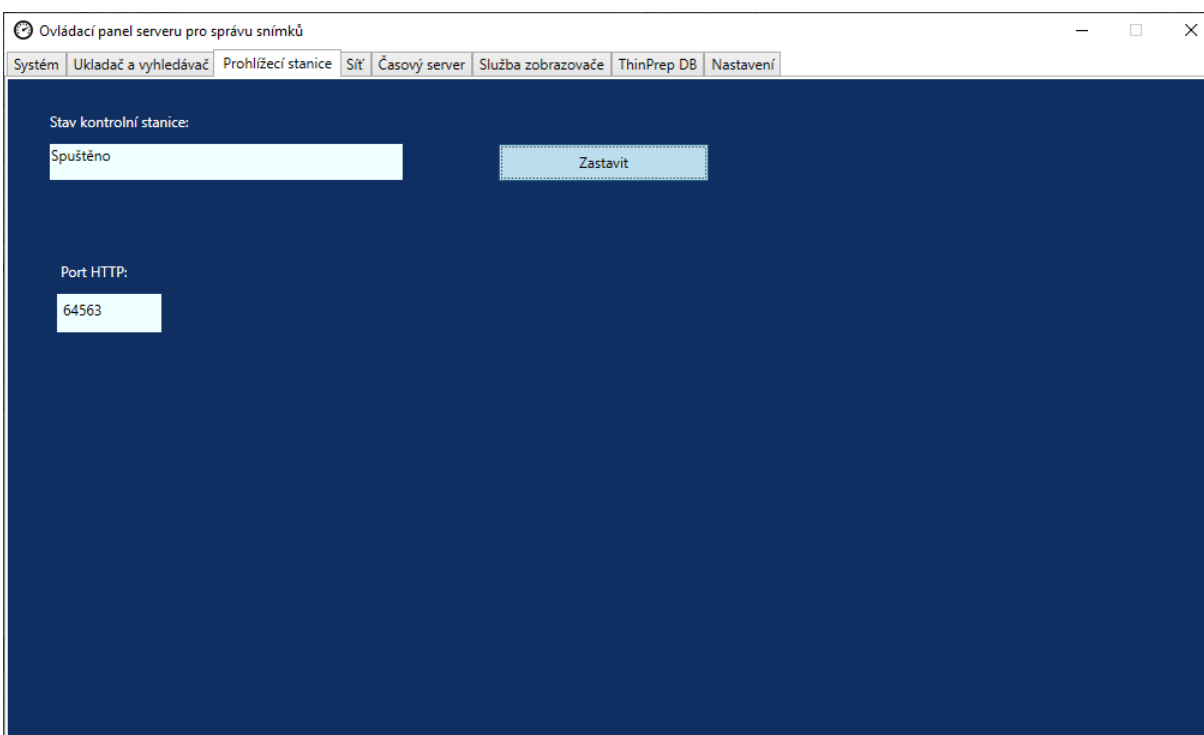 Ovládací panel serveru pro správu snímků
Systém Ukladač a vyhledávač Prohlížecí stanice Síť Časový server Služba zobrazovače ThinPrep DB Nastavení
Stav kontrolní stanice:
Spuštěno Zastavit
Port HTTP:
64563